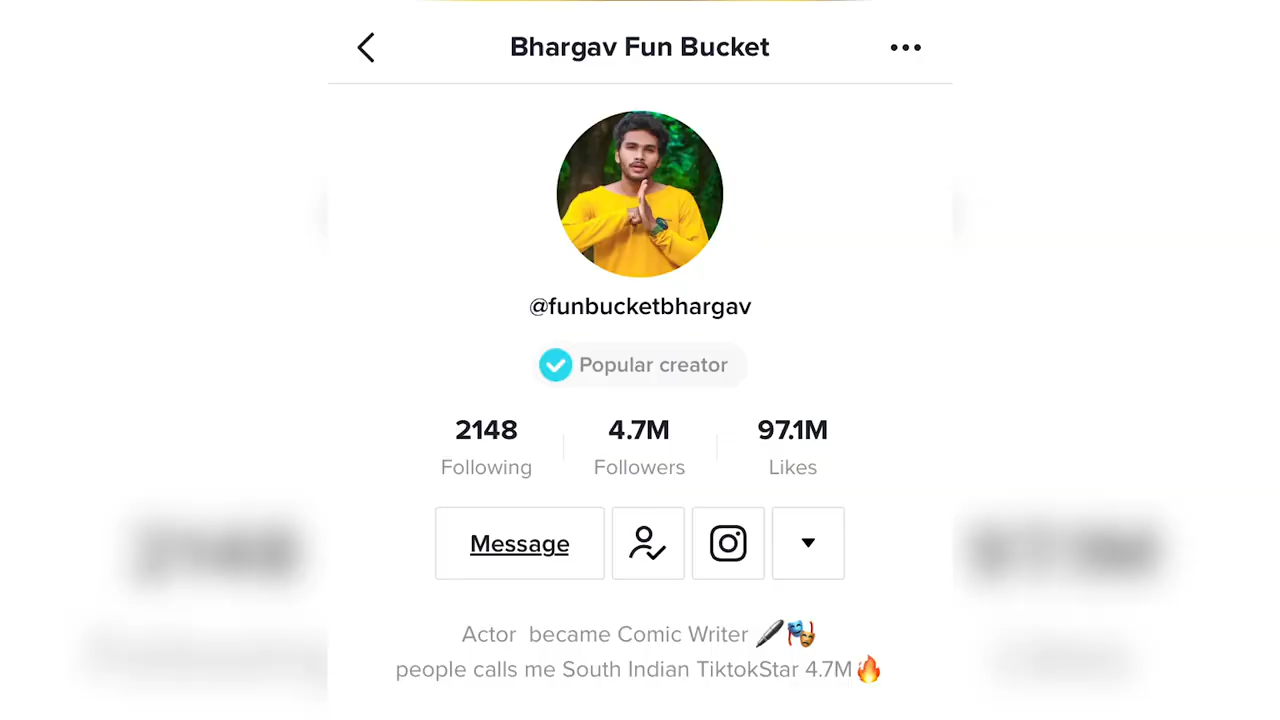 Bhargav Fun Bucket
@funbucketbhargav
Popular creator
2148 4.7M 97.1M
Following Followers Likes
Message
Actor became Comic Writer 🖋️🎭
people calls me South Indian TiktokStar 4.7M🔥